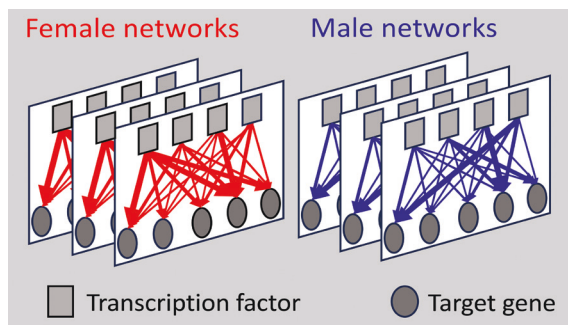 Female networks
Male networks
Transcription factor
Target gene